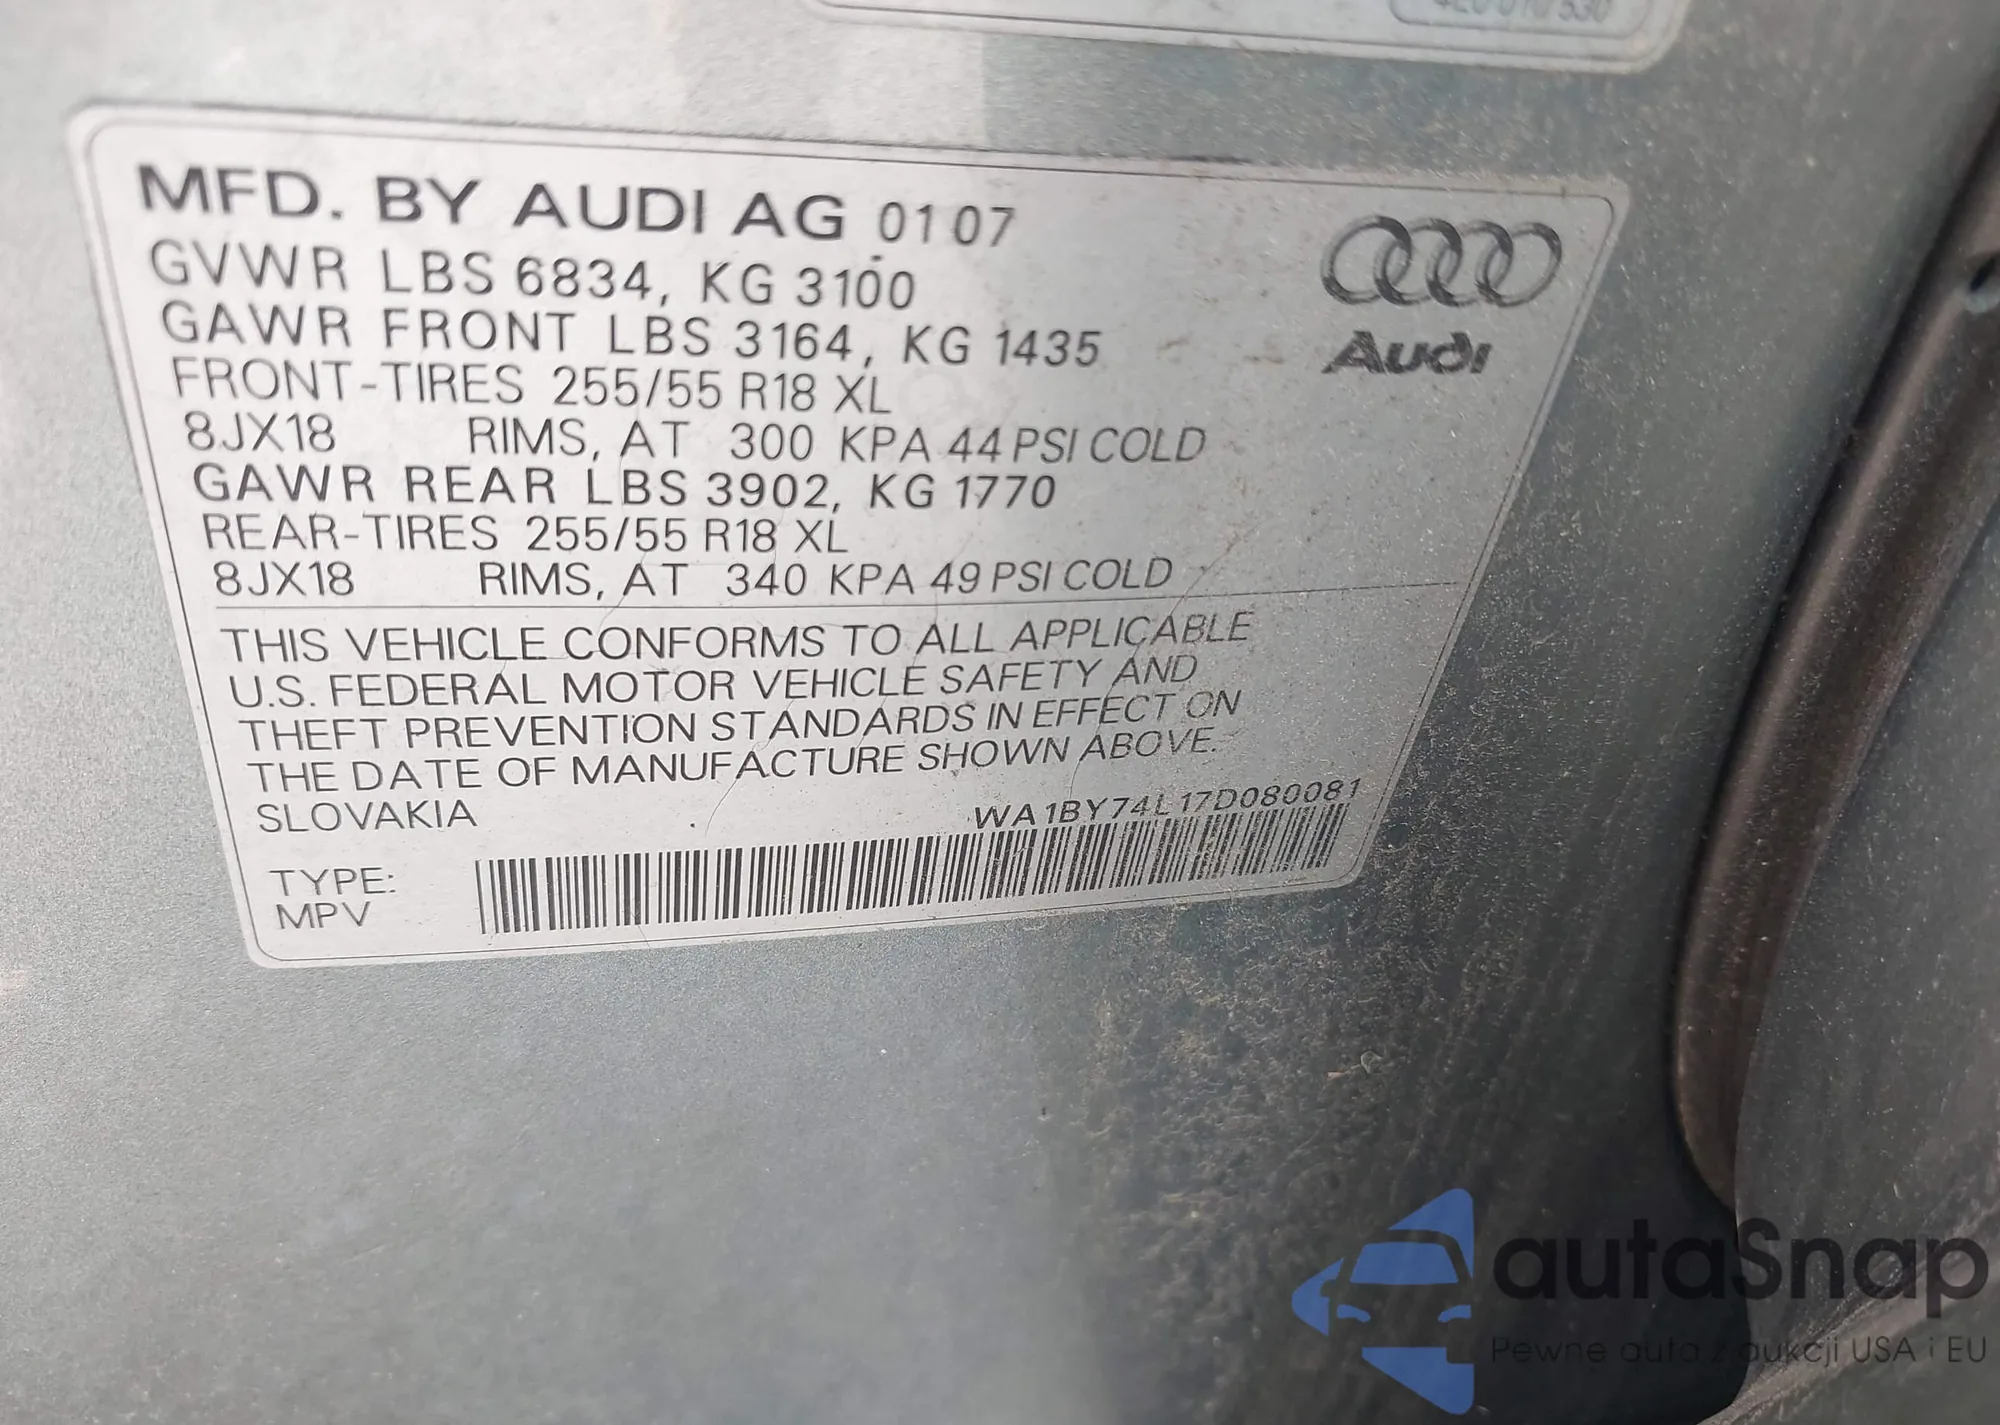 4L0 010 530
MFD. BY AUDI AG 01 07
GVWR LBS 6834, KG 3100
GAWR FRONT LBS 3164, KG 1435
FRONT-TIRES 255/55 R18 XL
8JX18 RIMS, AT 300 KPA 44 PSI COLD
GAWR REAR LBS 3902, KG 1770
REAR-TIRES 255/55 R18 XL
8JX18 RIMS, AT 340 KPA 49 PSI COLD
Audi
THIS VEHICLE CONFORMS TO ALL APPLICABLE
U.S. FEDERAL MOTOR VEHICLE SAFETY AND
THEFT PREVENTION STANDARDS IN EFFECT ON
THE DATE OF MANUFACTURE SHOWN ABOVE.
SLOVAKIA WA1BY74L17D080081
TYPE:
MPV
autaSnap
Pewne auta z aukcji USA i EU